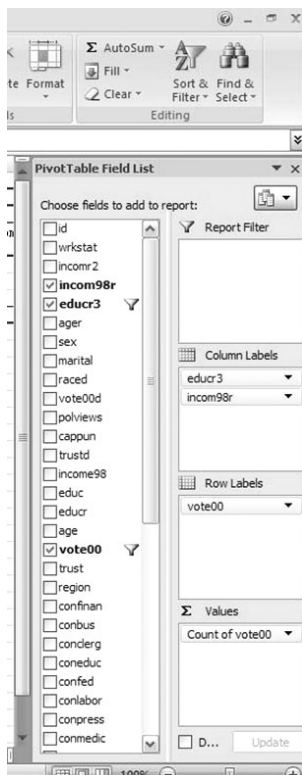 Σ AutoSum
Fill
Clear
te Format
Sort & Filter
Find & Select
ls
Editing
PivotTable Field List
Choose fields to add to report:
id
wrkstat
incomr2
incom98r
educr3
ager
sex
marital
raced
vote00d
polviews
cappun
trustd
income98
educ
educr
age
vote00
trust
region
confinan
conbus
conclerg
coneduc
confed
conlabor
conpress
conmedic
Report Filter
Column Labels
educr3
incom98r
Row Labels
vote00
Σ Values
Count of vote00
D...
Update
100%